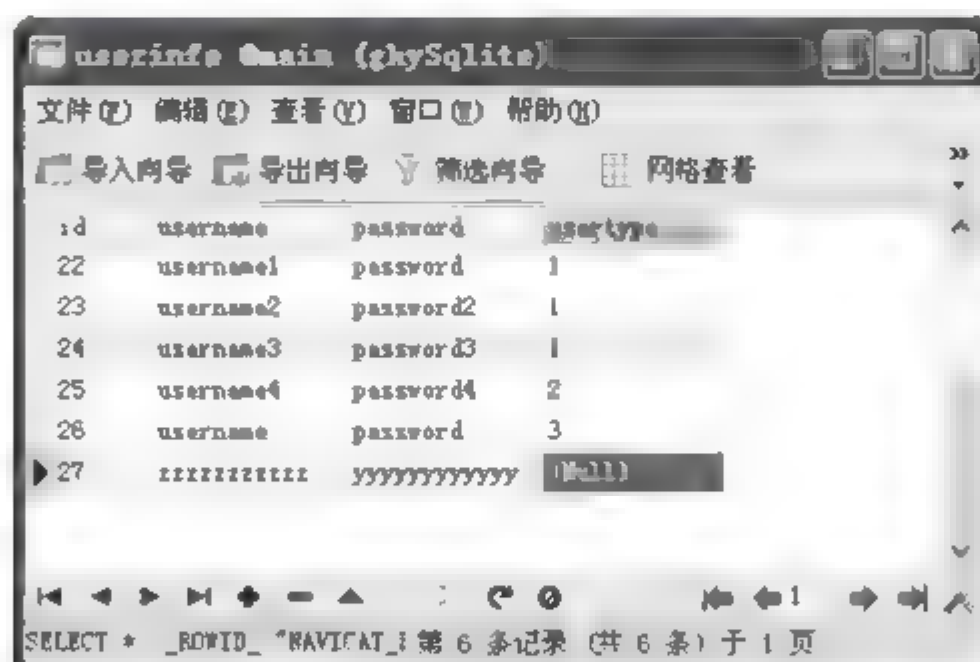 userinfo @main (ghySqlite)
文件(F) 编辑(E) 查看(V) 窗口(W) 帮助(H)
导入向导 导出向导 筛选向导 网格查看
id username password usertype
22 username1 password 1
23 username2 password2 1
24 username3 password3 1
25 username4 password4 2
26 username password 3
27 zzzzzzzzzzz yyyyyyyyyyyy (Null)
1
SELECT * _ROWID_ "NAVICAT_ 第 6 条记录 (共 6 条) 于 1 页